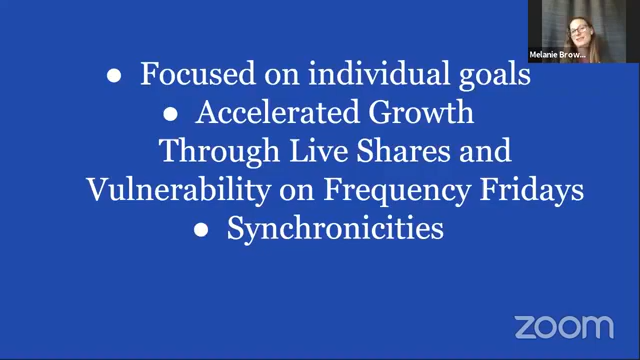 Melanie Brow...
● Focused on individual goals
● Accelerated Growth
Through Live Shares and
Vulnerability on Frequency Fridays
● Synchronicities
zoom